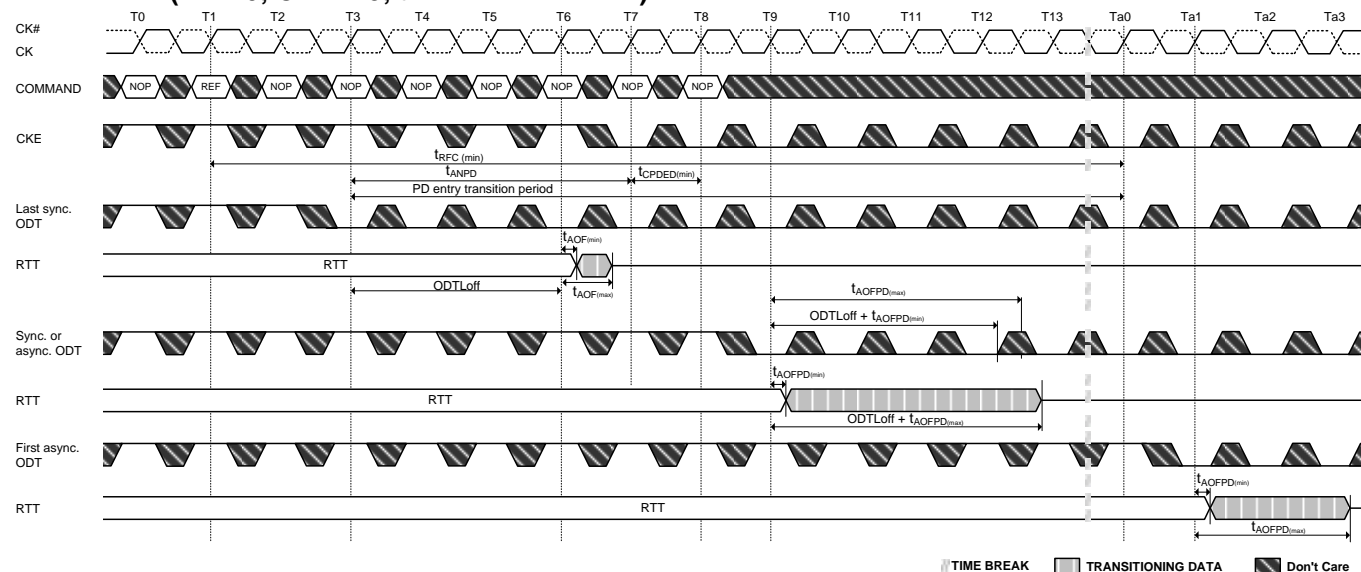 T0 T1 T2 T3 T4 T5 T6 T7 T8 T9 T10 T11 T12 T13 Ta0 Ta1 Ta2 Ta3
CK#
CK
COMMAND NOP REF NOP NOP NOP NOP NOP NOP NOP
CKE
tRFC (min)
tANPD tCPDED(min)
PD entry transition period
Last sync.
ODT
tAOF(min)
RTT RTT
ODTLoff tAOF(max)
tAOFPD(max)
ODTLoff + tAOFPD(min)
Sync. or
async. ODT
tAOFPD(min)
RTT RTT
ODTLoff + tAOFPD(max)
First async.
ODT
tAOFPD(min)
RTT RTT
tAOFPD(max)
TIME BREAK TRANSITIONING DATA Don't Care